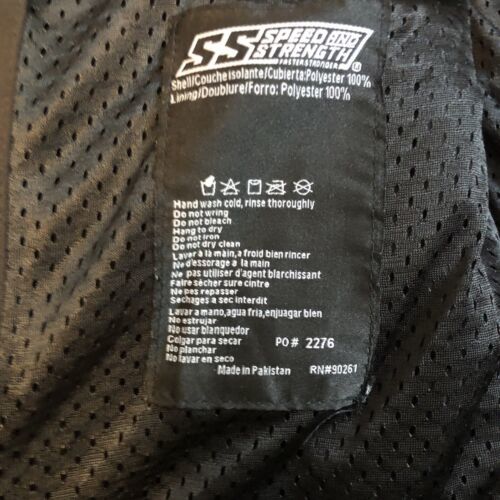 SS SPEED AND
STRENGTH
FASTER STRONGER
®
Shell/Couche isolante/Cubierta:Polyester 100%
Lining/Doublure/Forro: Polyester 100%
Hand wash cold, rinse thoroughly
Do not wring
Do not bleach
Hang to dry
Do not iron
Do not dry clean
Laver à la main,a froid bien rincer
Ne d'essorage a la main
Ne pas utiliser d'agent blarchissant
Faire sècher sure cintre
Ne pas repasser
Sechages a sec interdit
Lavar a mano,agua fria,enjuagar bien
No estrujar
No usar blanquedor
Colgar para secar
PO# 2276
No planchar
No lavar en seco
Made in Pakistan
RN#90261